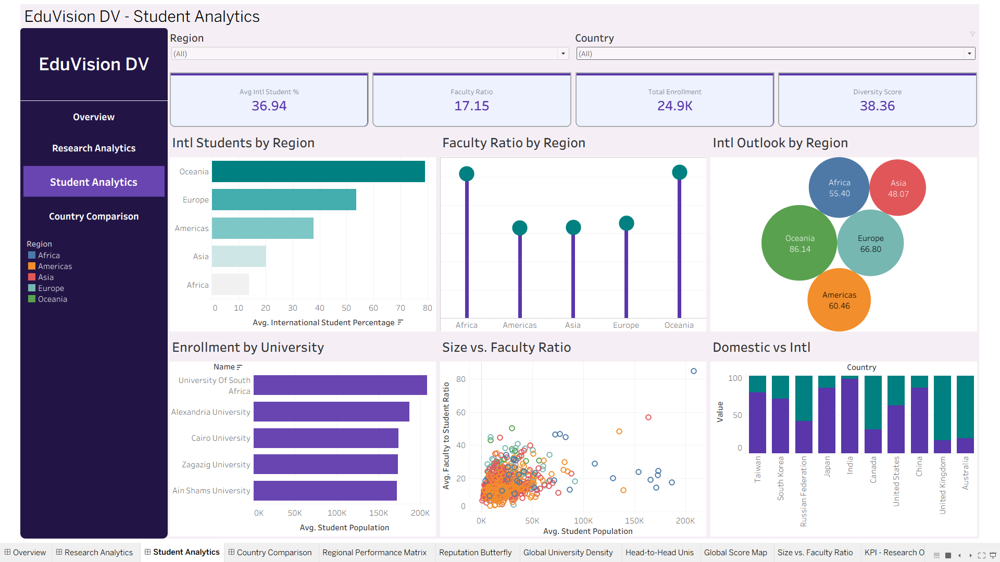 EduVision DV - Student Analytics
EduVision DV
Overview
Research Analytics
Student Analytics
Country Comparison
Region
Africa
Americas
Asia
Europe
Oceania
Region
(All)
Country
(All)
Avg Intl Student %
36.94
Faculty Ratio
17.15
Total Enrollment
24.9K
Diversity Score
38.36
Intl Students by Region
Oceania
Europe
Americas
Asia
Africa
0 10 20 30 40 50 60 70 80
Avg. International Student Percentage
Faculty Ratio by Region
Africa Americas Asia Europe Oceania
Intl Outlook by Region
Africa
55.40
Asia
48.07
Oceania
86.14
Europe
66.80
Americas
60.46
Enrollment by University
Name
University Of South
Africa
Alexandria University
Cairo University
Zagazig University
Ain Shams University
0K 50K 100K 150K 200K
Avg. Student Population
Size vs. Faculty Ratio
Avg. Faculty to Student Ratio
80
60
40
20
0
0K 50K 100K 150K 200K
Avg. Student Population
Domestic vs Intl
Country
Value
100
50
0
Taiwan
South Korea
Russian Federation
Japan
India
Canada
United States
China
United Kingdom
Australia
Overview Research Analytics Student Analytics Country Comparison Regional Performance Matrix Reputation Butterfly Global University Density Head-to-Head Unis Global Score Map Size vs. Faculty Ratio KPI - Research O